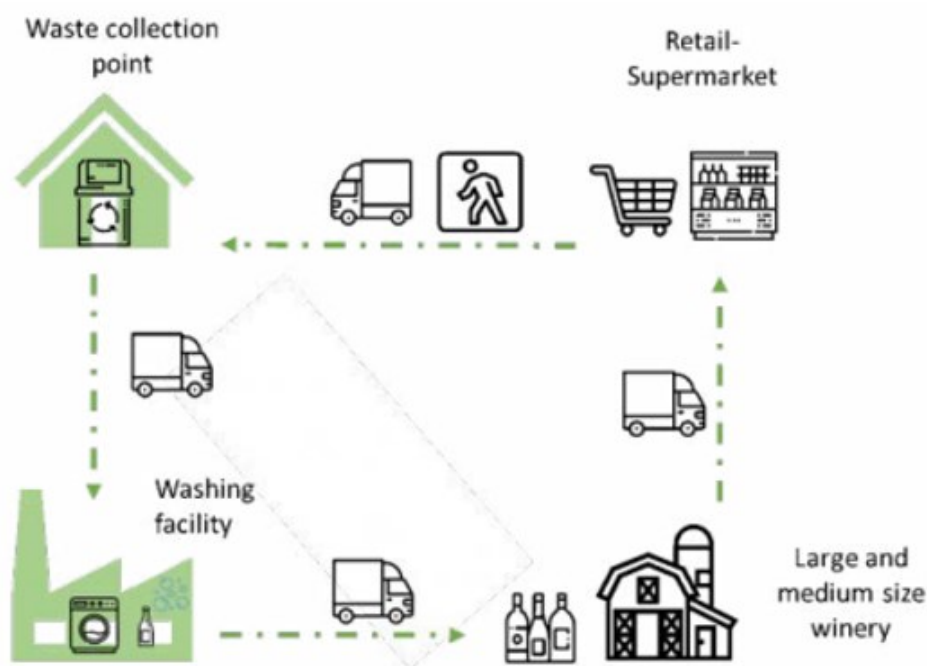 Waste collection
point
Retail-
Supermarket
Washing
facility
Large and
medium size
winery